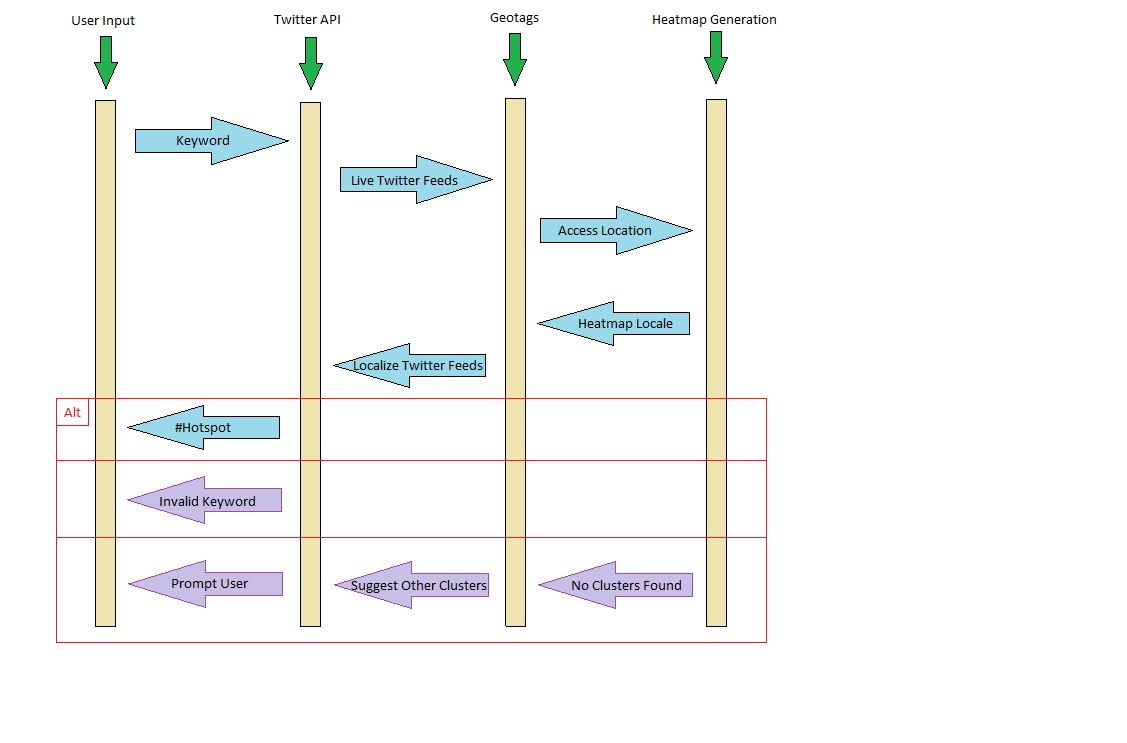 User Input
Twitter API
Geotags
Heatmap Generation
Keyword
Live Twitter Feeds
Access Location
Heatmap Locale
Localize Twitter Feeds
Alt
#Hotspot
Invalid Keyword
Prompt User
Suggest Other Clusters
No Clusters Found